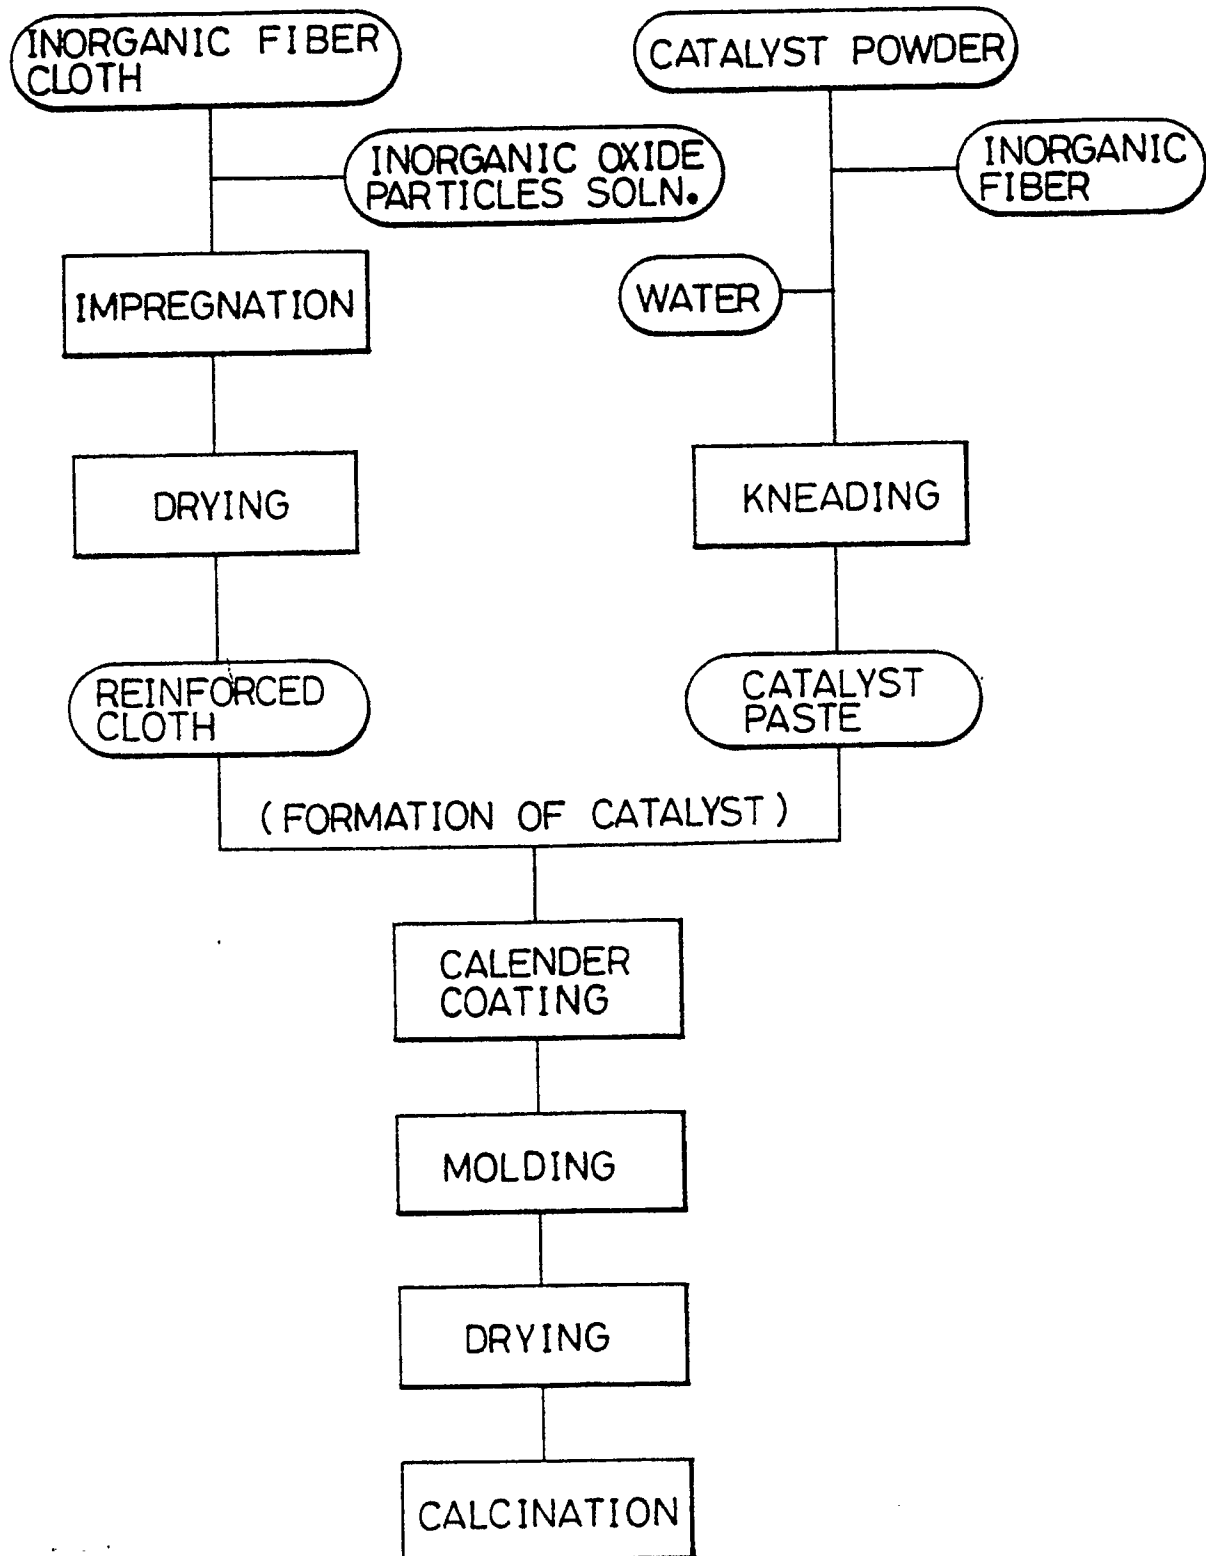 INORGANIC FIBER
CLOTH
CATALYST POWDER
INORGANIC OXIDE
PARTICLES SOLN.
INORGANIC
FIBER
IMPREGNATION
WATER
DRYING
KNEADING
REINFORCED
CLOTH
CATALYST
PASTE
(FORMATION OF CATALYST)
CALENDER
COATING
MOLDING
DRYING
CALCINATION